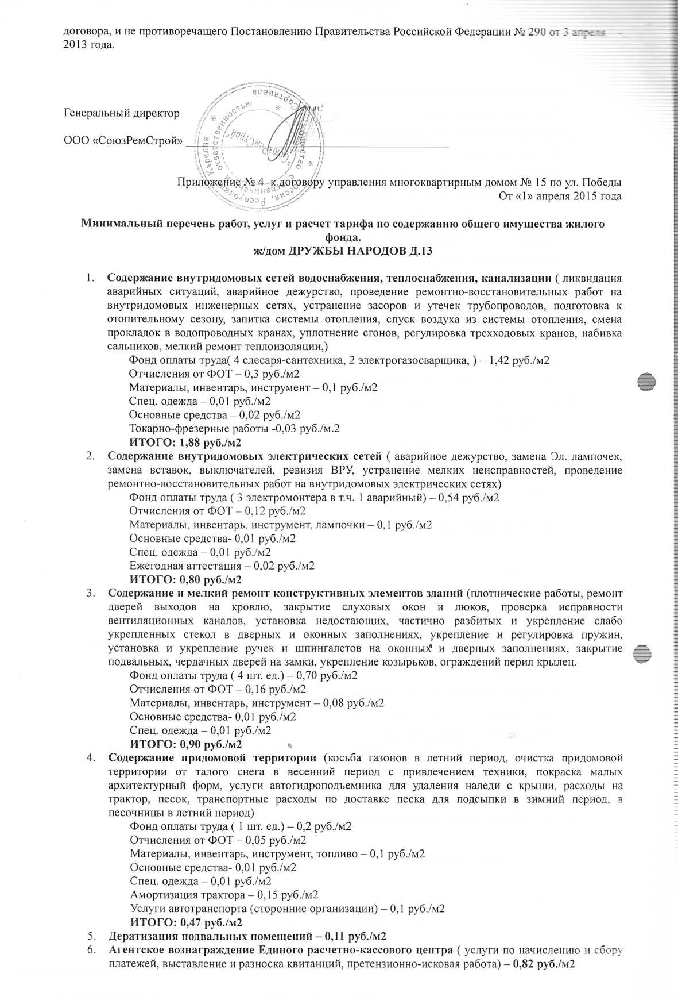 договора, и не противоречащего Постановлению Правительства Российской Федерации № 290 от 3 апреля
2013 года.
Генеральный директор
ООО «СоюзРемСтрой»
Россия, Республика Карелия * Сортавала *
Общество с ограниченной ответственностью *
"СоюзРемСтрой"
Приложение № 4 к договору управления многоквартирным домом № 15 по ул. Победы
От «1» апреля 2015 года
Минимальный перечень работ, услуг и расчет тарифа по содержанию общего имущества жилого
фонда.
ж/дом ДРУЖБЫ НАРОДОВ Д.13
1. Содержание внутридомовых сетей водоснабжения, теплоснабжения, канализации ( ликвидация
аварийных ситуаций, аварийное дежурство, проведение ремонтно-восстановительных работ на
внутридомовых инженерных сетях, устранение засоров и утечек трубопроводов, подготовка к
отопительному сезону, запитка системы отопления, спуск воздуха из системы отопления, смена
прокладок в водопроводных кранах, уплотнение сгонов, регулировка трехходовых кранов, набивка
сальников, мелкий ремонт теплоизоляции,)
Фонд оплаты труда( 4 слесаря-сантехника, 2 электрогазосварщика, ) – 1,42 руб./м2
Отчисления от ФОТ – 0,3 руб./м2
Материалы, инвентарь, инструмент – 0,1 руб./м2
Спец. одежда – 0,01 руб./м2
Основные средства – 0,02 руб./м2
Токарно-фрезерные работы -0,03 руб./м.2
ИТОГО: 1,88 руб./м2
2. Содержание внутридомовых электрических сетей ( аварийное дежурство, замена Эл. лампочек,
замена вставок, выключателей, ревизия ВРУ, устранение мелких неисправностей, проведение
ремонтно-восстановительных работ на внутридомовых электрических сетях)
Фонд оплаты труда ( 3 электромонтера в т.ч. 1 аварийный) – 0,54 руб./м2
Отчисления от ФОТ – 0,12 руб./м2
Материалы, инвентарь, инструмент, лампочки – 0,1 руб./м2
Основные средства- 0,01 руб./м2
Спец. одежда – 0,01 руб./м2
Ежегодная аттестация – 0,02 руб./м2
ИТОГО: 0,80 руб./м2
3. Содержание и мелкий ремонт конструктивных элементов зданий (плотнические работы, ремонт
дверей выходов на кровлю, закрытие слуховых окон и люков, проверка исправности
вентиляционных каналов, установка недостающих, частично разбитых и укрепление слабо
укрепленных стекол в дверных и оконных заполнениях, укрепление и регулировка пружин,
установка и укрепление ручек и шпингалетов на оконных и дверных заполнениях, закрытие
подвальных, чердачных дверей на замки, укрепление козырьков, ограждений перил крылец.
Фонд оплаты труда ( 4 шт. ед.) – 0,70 руб./м2
Отчисления от ФОТ – 0,16 руб./м2
Материалы, инвентарь, инструмент – 0,08 руб./м2
Основные средства- 0,01 руб./м2
Спец. одежда – 0,01 руб./м2
ИТОГО: 0,90 руб./м2
4. Содержание придомовой территории (косьба газонов в летний период, очистка придомовой
территории от талого снега в весенний период с привлечением техники, покраска малых
архитектурный форм, услуги автогидроподъемника для удаления наледи с крыши, расходы на
трактор, песок, транспортные расходы по доставке песка для подсыпки в зимний период, в
песочницы в летний период)
Фонд оплаты труда ( 1 шт. ед.) – 0,2 руб./м2
Отчисления от ФОТ – 0,05 руб./м2
Материалы, инвентарь, инструмент, топливо – 0,1 руб./м2
Основные средства- 0,01 руб./м2
Спец. одежда – 0,01 руб./м2
Амортизация трактора – 0,15 руб./м2
Услуги автотранспорта (сторонние организации) – 0,1 руб./м2
ИТОГО: 0,47 руб./м2
5. Дератизация подвальных помещений – 0,11 руб./м2
6. Агентское вознаграждение Единого расчетно-кассового центра ( услуги по начислению и сбору
платежей, выставление и разноска квитанций, претензионно-исковая работа) – 0,82 руб./м2